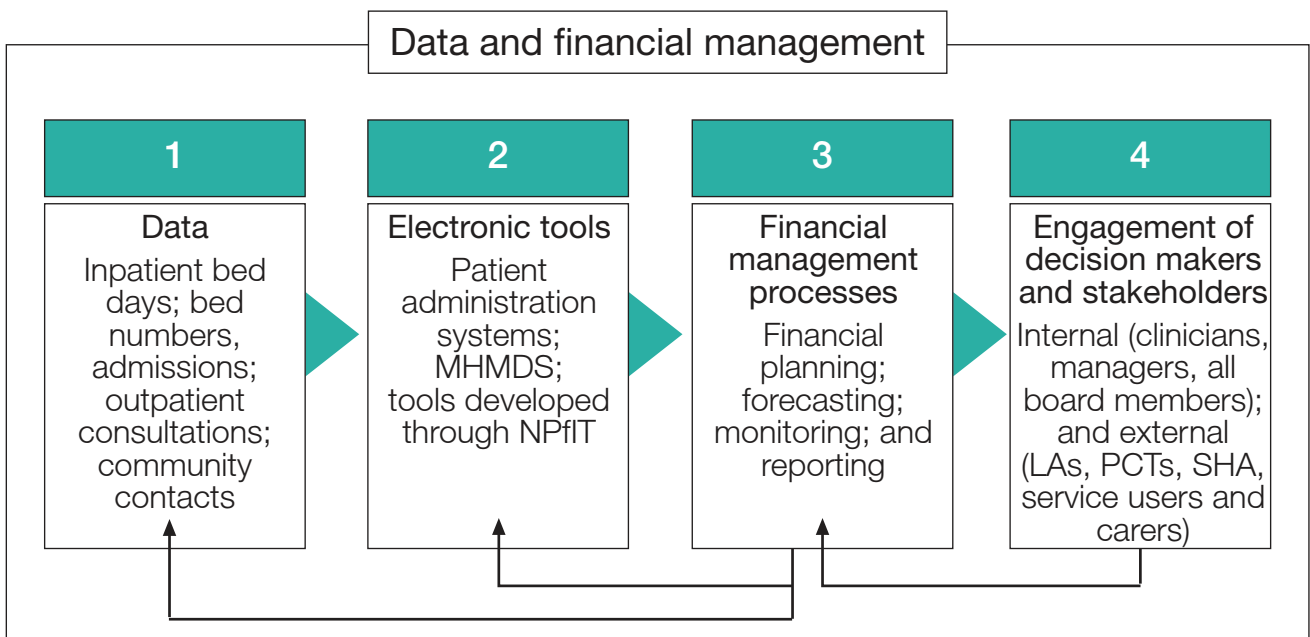 Data and financial management
1
2
3
4
Data
Inpatient bed
days; bed
numbers,
admissions;
outpatient
consultations;
community
contacts
Electronic tools
Patient
administration
systems;
MHMDS;
tools developed
through NPfIT
Financial
management
processes
Financial
planning;
forecasting;
monitoring; and
reporting
Engagement of
decision makers
and stakeholders
Internal (clinicians,
managers, all
board members);
and external
(LAs, PCTs, SHA,
service users and
carers)